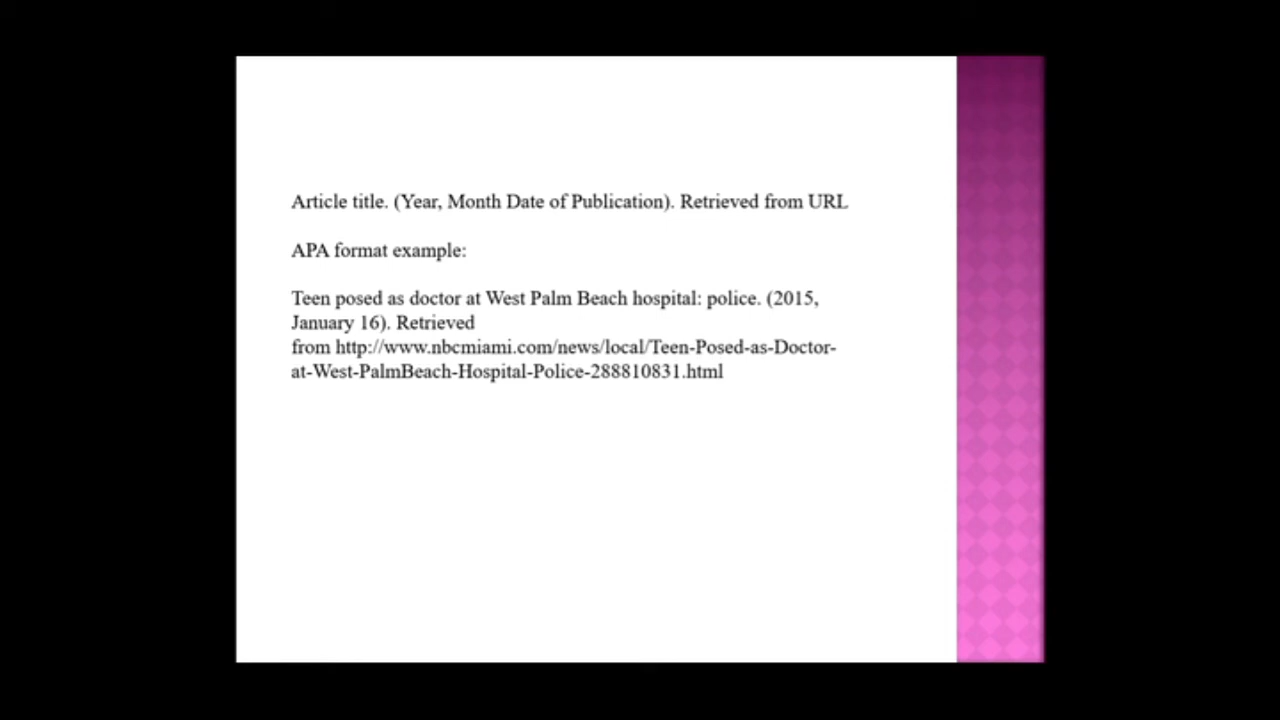 Article title. (Year, Month Date of Publication). Retrieved from URL
APA format example:
Teen posed as doctor at West Palm Beach hospital: police. (2015,
January 16). Retrieved
from http://www.nbcmiami.com/news/local/Teen-Posed-as-Doctor-
at-West-PalmBeach-Hospital-Police-288810831.html